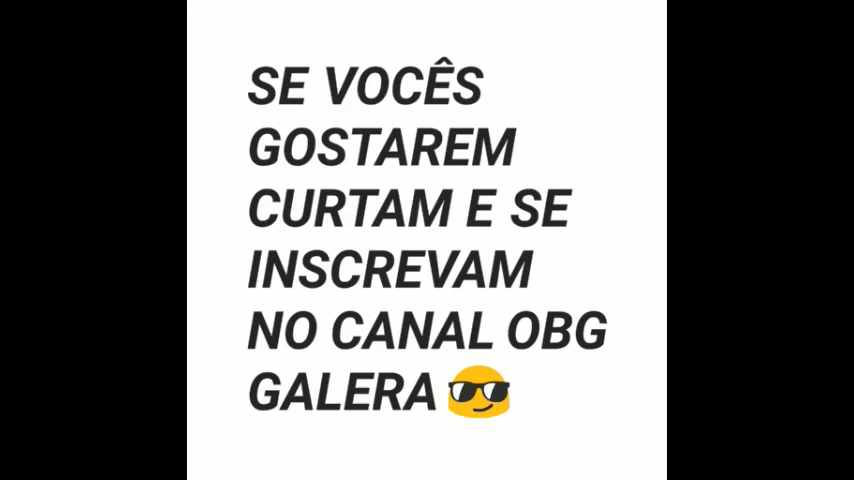 SE VOCÊS
GOSTAREM
CURTAM E SE
INSCREVAM
NO CANAL OBG
GALERA 😎